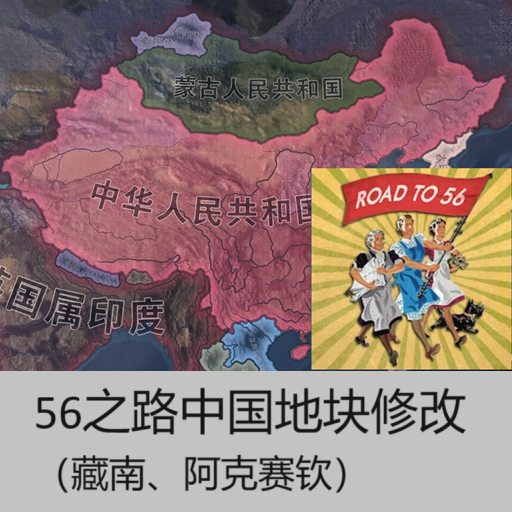 蒙古人民共和国
中华人民共和国
ROAD TO 56
英国属印度
56之路中国地块修改
（藏南、阿克赛钦）